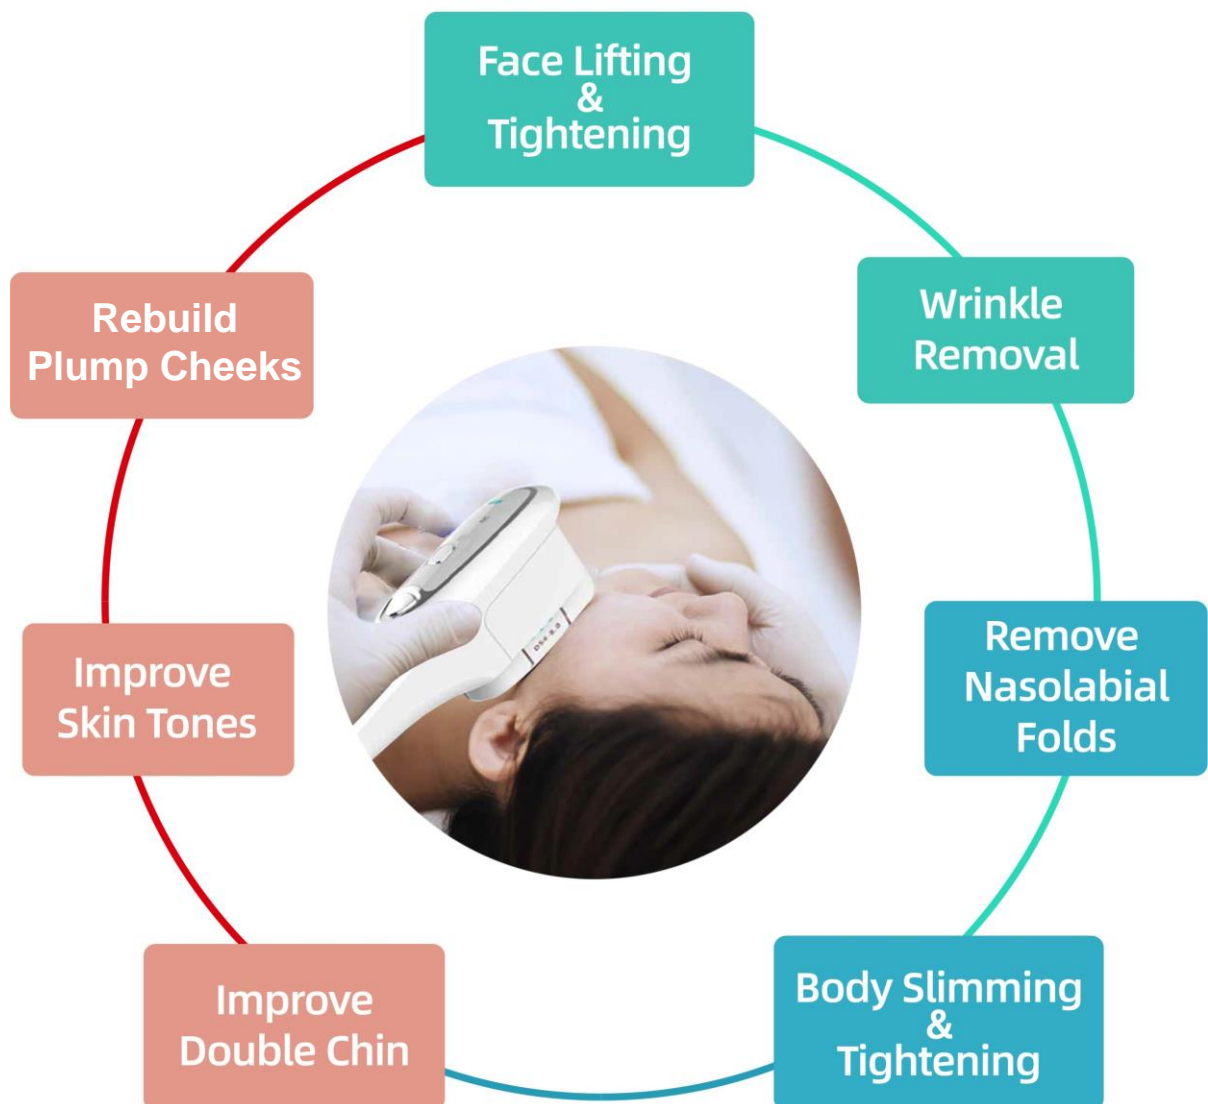 Face Lifting
&
Tightening
Wrinkle
Removal
Remove
Nasolabial
Folds
Body Slimming
&
Tightening
Improve
Double Chin
Improve
Skin Tones
Rebuild
Plump Cheeks